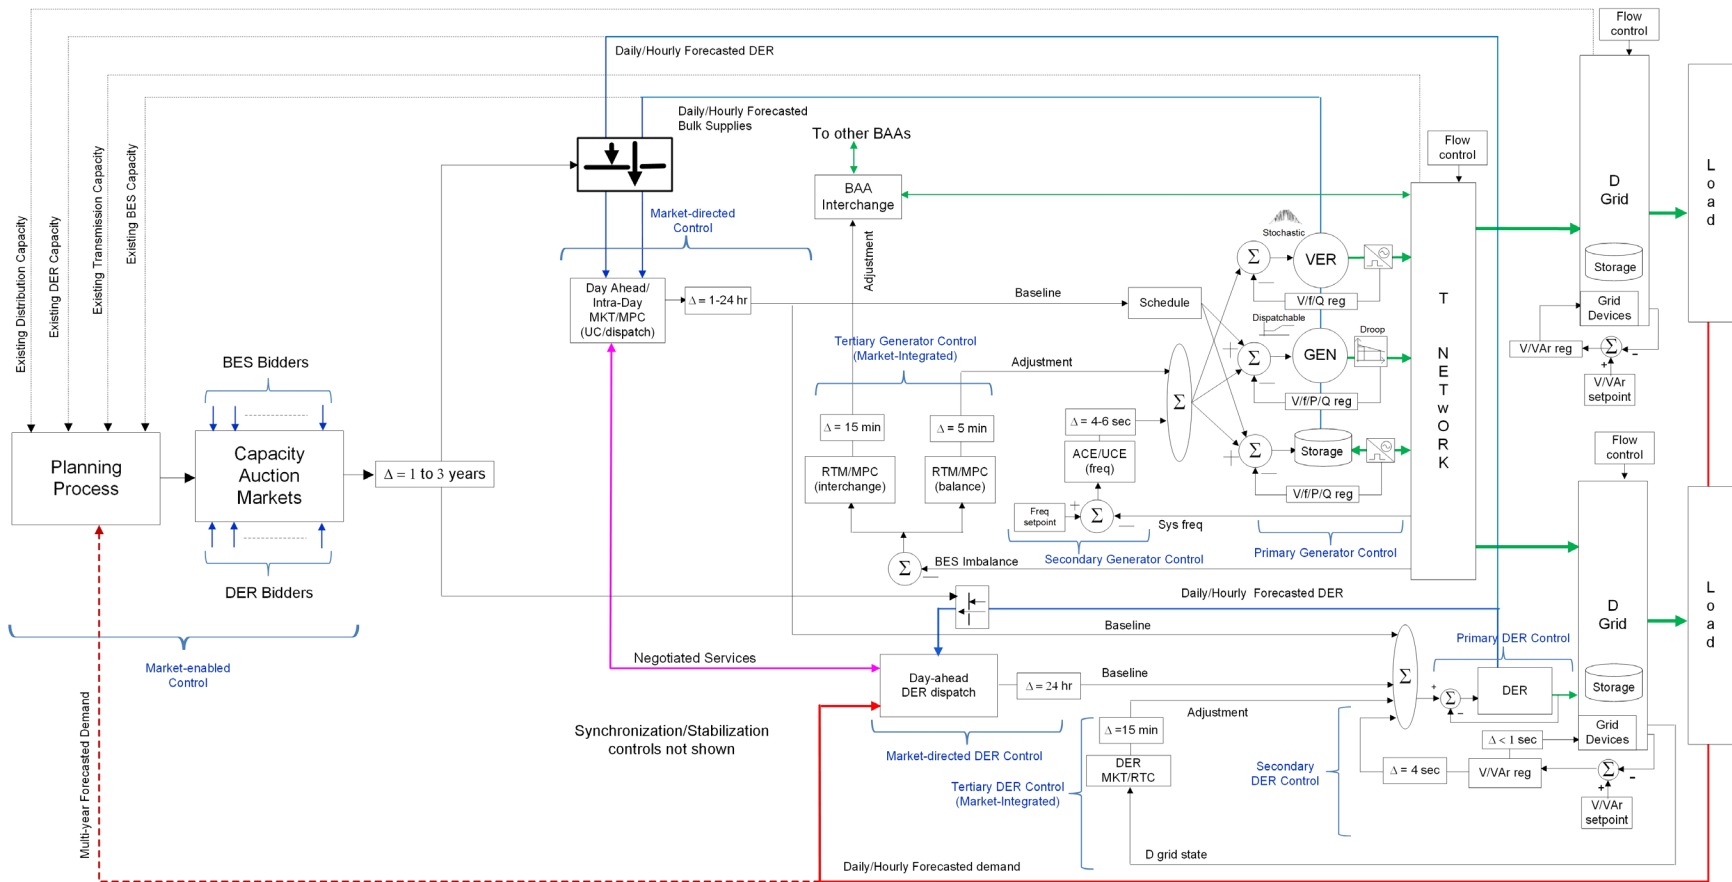 Flow
control
Daily/Hourly Forecasted DER
Daily/Hourly Forecasted
Bulk Supplies
To other BAAs
Flow
control
Existing Distribution Capacity
Existing DER Capacity
Existing Transmission Capacity
Existing BES Capacity
BAA
Interchange
D
Grid
Load
Market-directed
Control
Stochastic
Σ
VER
V/f/Q reg
Storage
Adjustment
Day Ahead/
Intra-Day
MKT/MPC
(UC/dispatch)
Δ = 1-24 hr
Baseline
Schedule
T
NETwORK
Grid
Devices
Dispatchable
Droop
V/VAr reg
Σ
+
-
V/VAr
setpoint
Tertiary Generator Control
(Market-Integrated)
Adjustment
+
Σ
—
GEN
V/f/P/Q reg
BES Bidders
Σ
Δ = 15 min
Δ = 5 min
Δ = 4-6 sec
Flow
control
Planning
Process
Capacity
Auction
Markets
Δ = 1 to 3 years
RTM/MPC
(interchange)
RTM/MPC
(balance)
ACE/UCE
(freq)
+
Σ
—
Storage
V/f/P/Q reg
Freq
setpoint
+
Σ
—
Sys freq
Secondary Generator Control
Primary Generator Control
Σ
—
BES Imbalance
DER Bidders
Daily/Hourly Forecasted DER
D
Grid
Load
Market-enabled
Control
Baseline
Primary DER Control
Negotiated Services
Day-ahead
DER dispatch
Δ = 24 hr
Baseline
Σ
+
Σ
-
DER
Storage
Multi-year Forecasted Demand
Synchronization/Stabilization
controls not shown
Adjustment
Δ =15 min
Grid
Devices
Market-directed DER Control
Δ < 1 sec
DER
MKT/RTC
Secondary
DER Control
Δ = 4 sec
V/VAr reg
Σ
+
-
Tertiary DER Control
(Market-Integrated)
V/VAr
setpoint
D grid state
Daily/Hourly Forecasted demand